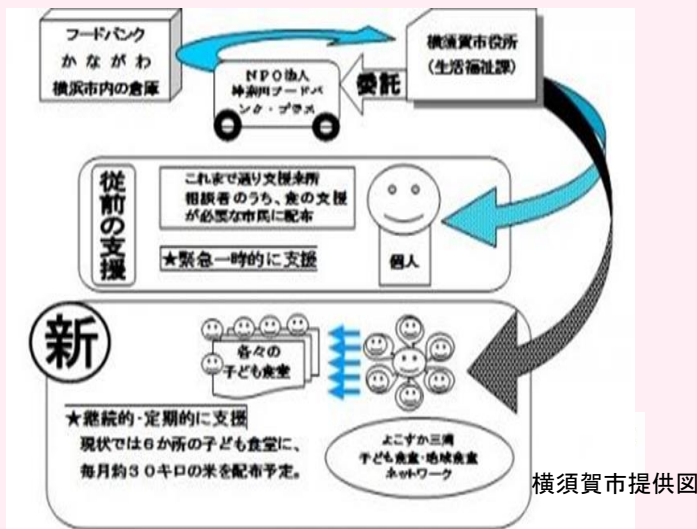 フードバンク
かながわ
横浜市内の倉庫
NPO法人
神奈川フードバ
ンク・プラス
委託
横須賀市役所
(生活福祉課)
従前の支援
これまで通り支援来所
相談者のうち、食の支援
が必要な市民に配布
★緊急一時的に支援
個人
新
各々の
子ども食堂
★継続的・定期的に支援
現状では6か所の子ども食堂に、
毎月約30キロの米を配布予定。
よこすか三浦
子ども食堂・地域食堂
ネットワーク
横須賀市提供図